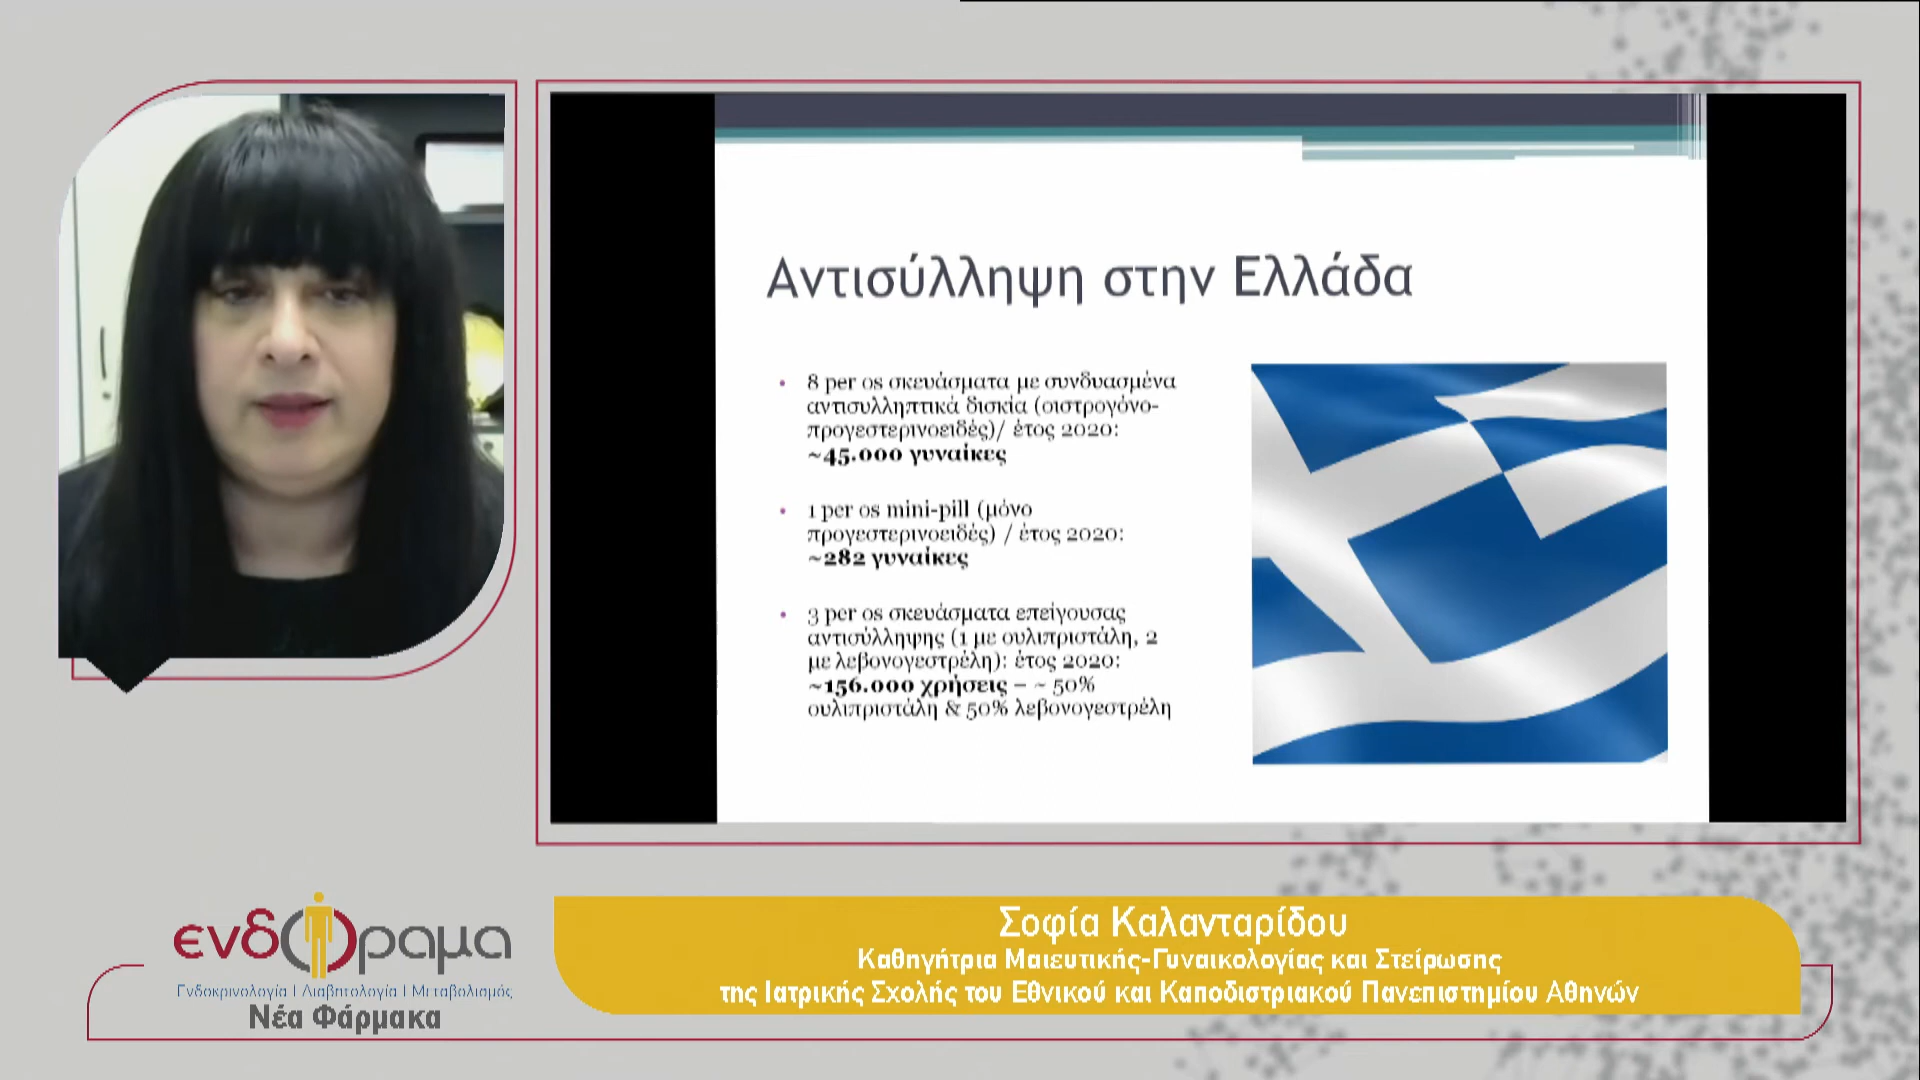 Αντισύλληψη στην Ελλάδα
• 8 per os σκευάσματα με συνδυασμένα
αντισυλληπτικά δισκία (οιστρογόνο-
προγεστερινοειδές)/ έτος 2020:
~45.000 γυναίκες
• 1 per os mini-pill (μόνο
προγεστερινοειδές) / έτος 2020:
~282 γυναίκες
• 3 per os σκευάσματα επείγουσας
αντισύλληψης (1 με ουλιπριστάλη, 2
με λεβονογεστρέλη): έτος 2020:
~156.000 χρήσεις – ~ 50%
ουλιπριστάλη & 50% λεβονογεστρέλη
ενδόραμα
Ενδοκρινολογία | Διαβητολογία | Μεταβολισμός
Νέα Φάρμακα
Σοφία Καλανταρίδου
Καθηγήτρια Μαιευτικής-Γυναικολογίας και Στείρωσης
της Ιατρικής Σχολής του Εθνικού και Καποδιστριακού Πανεπιστημίου Αθηνών